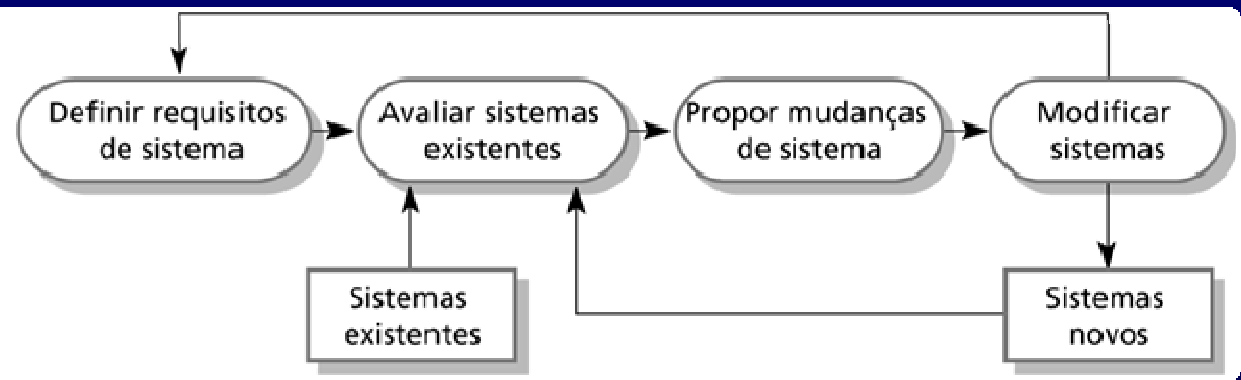 Definir requisitos
de sistema
Avaliar sistemas
existentes
Propor mudanças
de sistema
Modificar
sistemas
Sistemas
existentes
Sistemas
novos